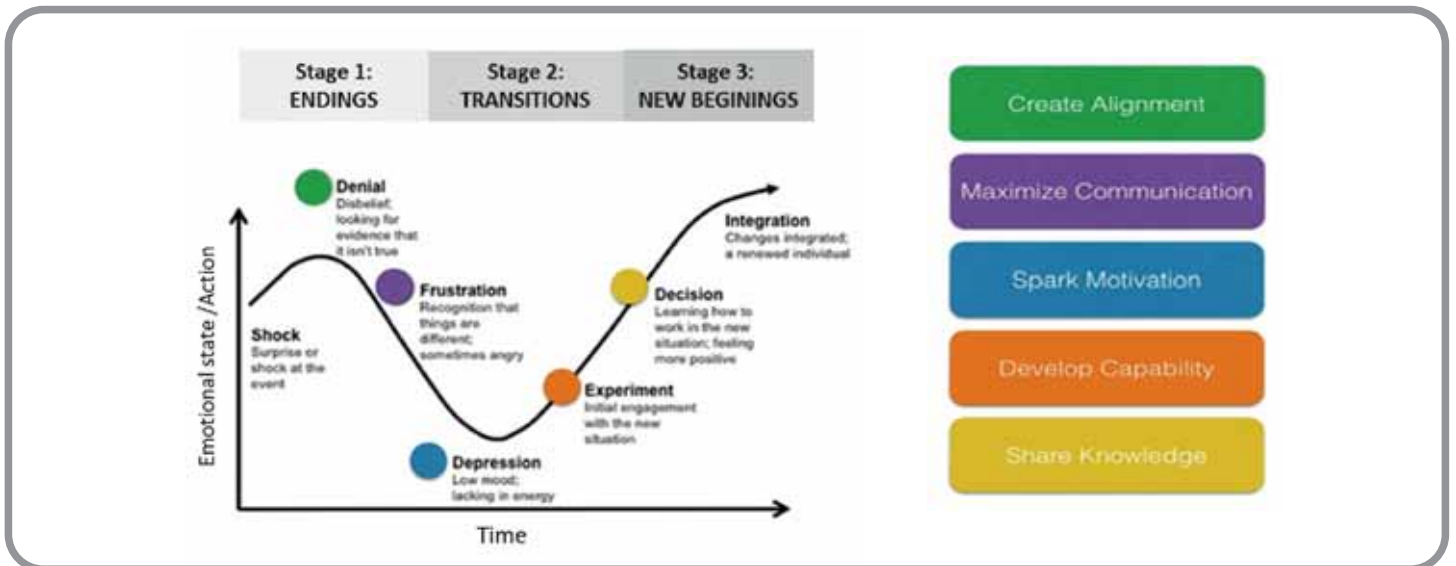 Stage 1:
ENDINGS
Stage 2:
TRANSITIONS
Stage 3:
NEW BEGININGS
Emotional state /Action
Shock
Surprise or
shock at the
event
Denial
Disbelief;
looking for
evidence that
it isn't true
Frustration
Recognition that
things are
different;
sometimes angry
Depression
Low mood;
lacking in energy
Experiment
Initial engagement
with the new
situation
Decision
Learning how to
work in the new
situation; feeling
more positive
Integration
Changes integrated;
a renewed individual
Time
Create Alignment
Maximize Communication
Spark Motivation
Develop Capability
Share Knowledge